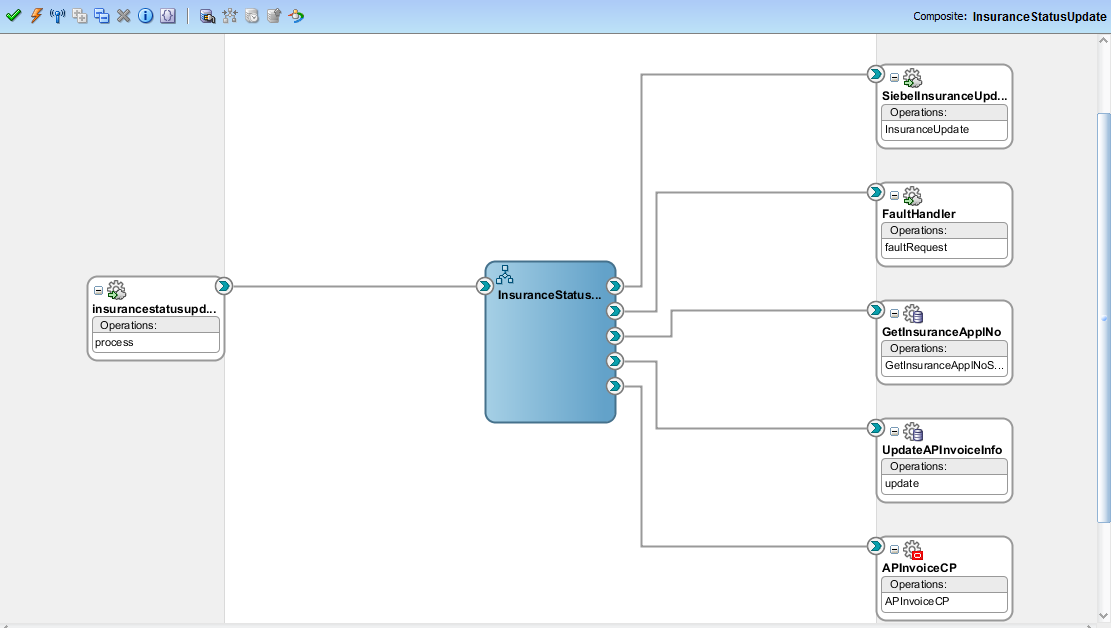 Composite: InsuranceStatusUpdate
SiebelInsuranceUpd...
Operations:
InsuranceUpdate
FaultHandler
Operations:
faultRequest
insurancestatusupd...
Operations:
process
InsuranceStatus...
GetInsuranceApplNo
Operations:
GetInsuranceApplNoS...
UpdateAPInvoiceInfo
Operations:
update
APInvoiceCP
Operations:
APInvoiceCP